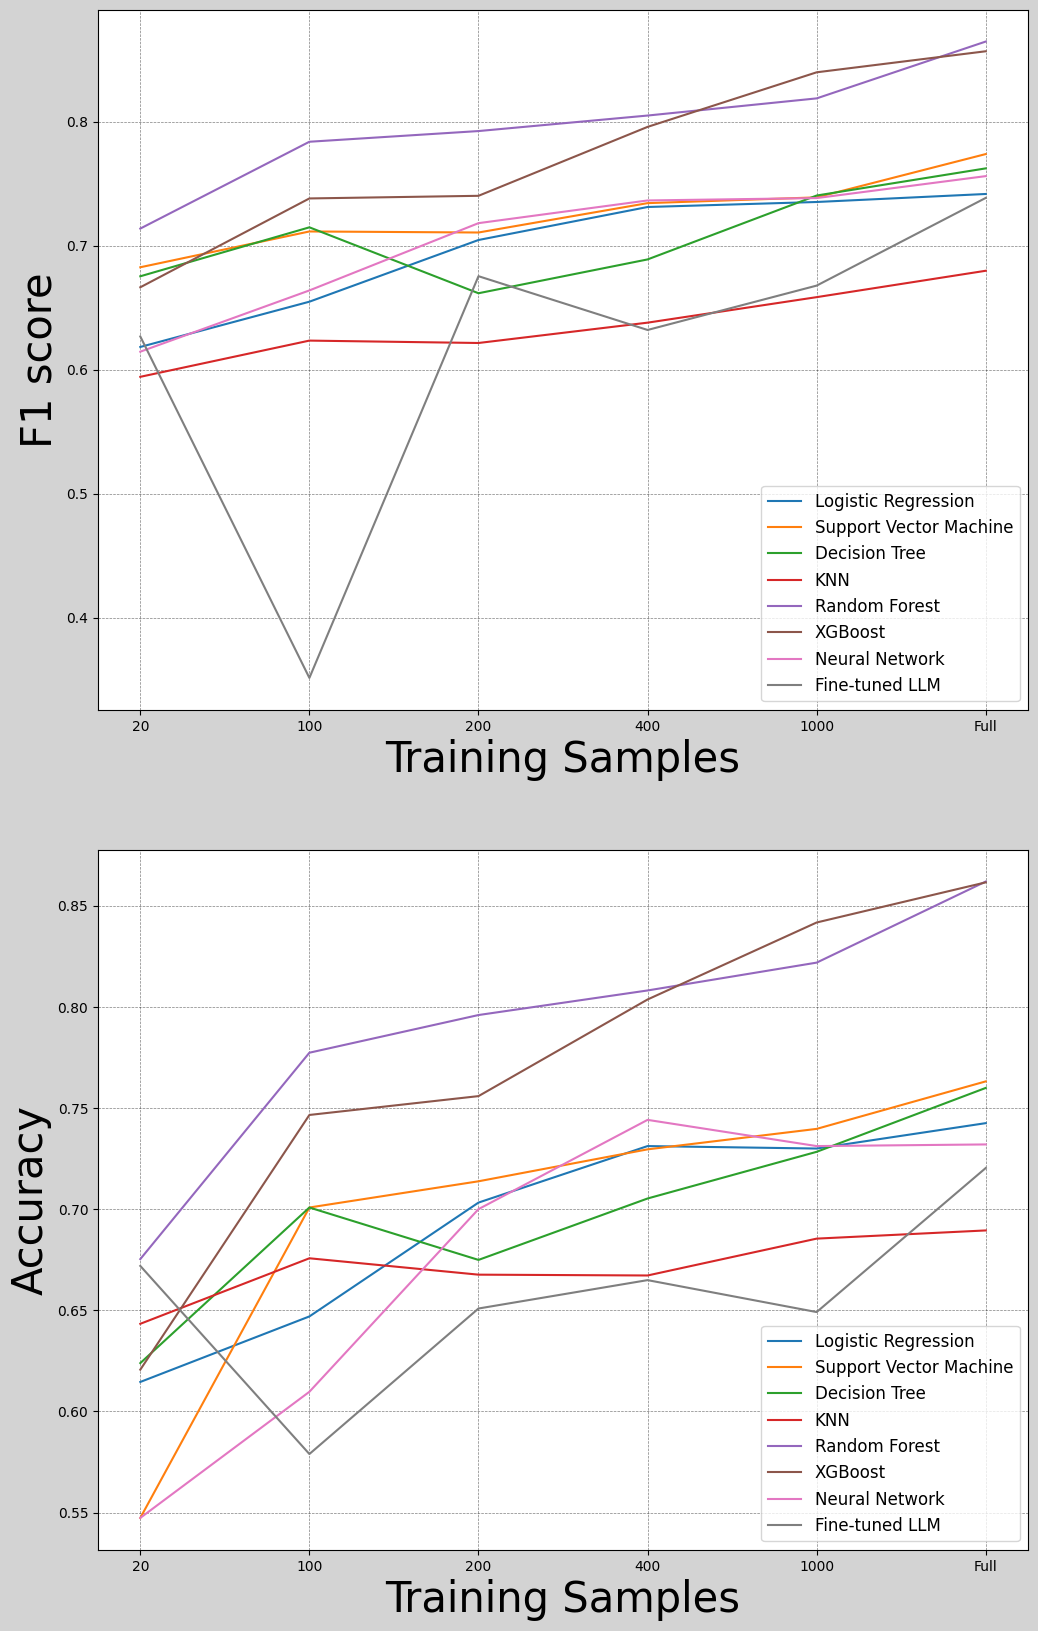 F1 score
0.8
0.7
0.6
0.5
0.4
Logistic Regression
Support Vector Machine
Decision Tree
KNN
Random Forest
XGBoost
Neural Network
Fine-tuned LLM
20 100 200 400 1000 Full
Training Samples
Accuracy
0.85
0.80
0.75
0.70
0.65
0.60
0.55
Logistic Regression
Support Vector Machine
Decision Tree
KNN
Random Forest
XGBoost
Neural Network
Fine-tuned LLM
20 100 200 400 1000 Full
Training Samples